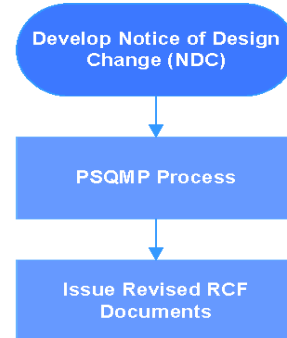 Develop Notice of Design
Change (NDC)
PSQMP Process
Issue Revised RCF
Documents